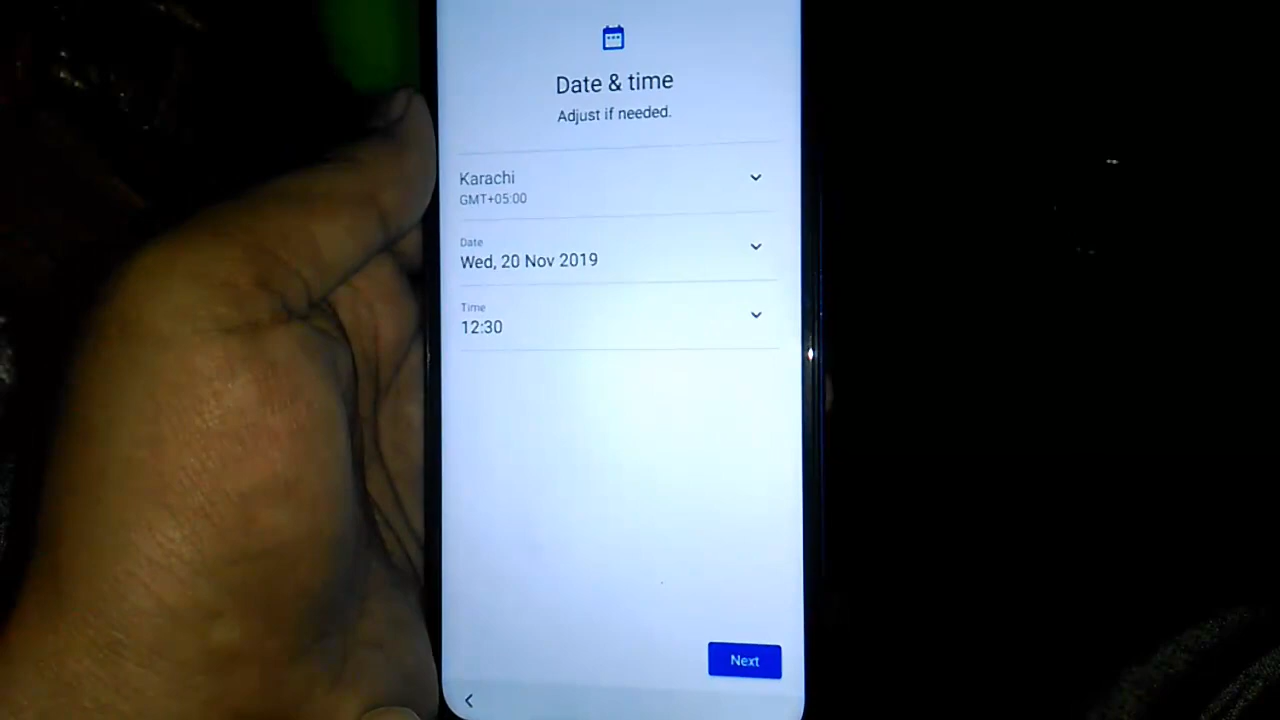 Date & time
Adjust if needed.
Karachi
GMT+05:00
Date
Wed, 20 Nov 2019
Time
12:30
Next